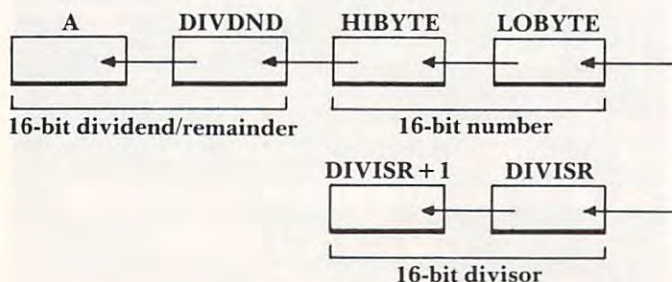 A DIVDND HIBYTE LOBYTE
16-bit dividend/remainder 16-bit number
DIVISR + 1 DIVISR
16-bit divisor